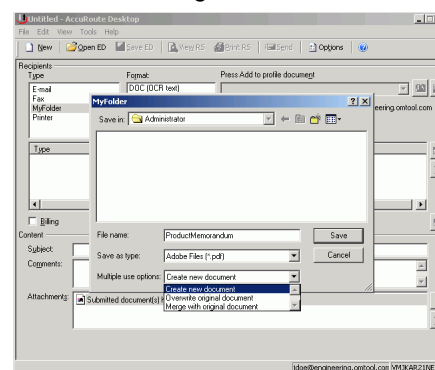 Untitled - AccuRoute Desktop
File Edit View Tools Help
New Open ED Save ED View RS Print RS Send Options
Recipients
Type Format: Press Add to profile document
E-mail DOC (OCR text)
Fax
MyFolder eering.omtool.com
Printer
MyFolder
Save in: Administrator
Type
Billing
File name: ProductMemorandum Save
Content
Save as type: Adobe Files (*.pdf) Cancel
Subject:
Comments: Multiple use options: Create new document
Create new document
Overwrite original document
Merge with original document
Attachments: Submitted document(s)
jdoe@engineering.omtool.com VMJKAR21NE